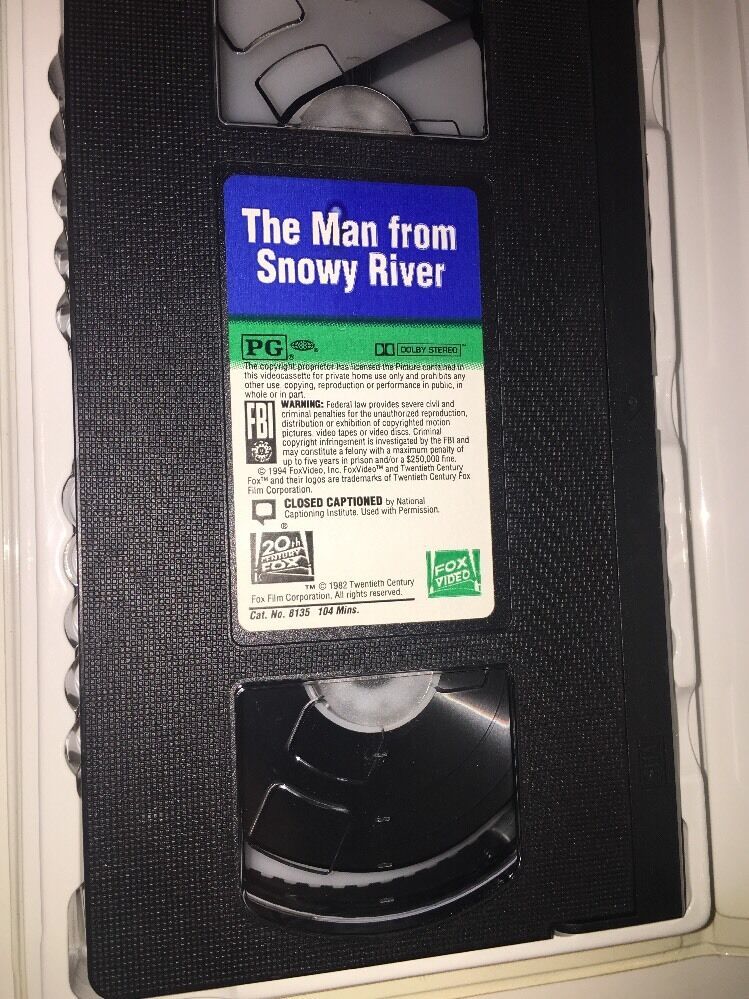 The Man from
Snowy River
PG ®
DOLBY STEREO™
The copyright proprietor has licensed the Picture contained in
this videocassette for private home use only and prohibits any
other use, copying, reproduction or performance in public, in
whole or in part.
FBI
WARNING: Federal law provides severe civil and
criminal penalties for the unauthorized reproduction,
distribution or exhibition of copyrighted motion
pictures, video tapes or video discs. Criminal
copyright infringement is investigated by the FBI and
may constitute a felony with a maximum penalty of
up to five years in prison and/or a $250,000 fine.
© 1994 FoxVideo, Inc. FoxVideo™ and Twentieth Century
Fox™ and their logos are trademarks of Twentieth Century Fox
Film Corporation.
CLOSED CAPTIONED by National
Captioning Institute. Used with Permission.
®
20th
CENTURY
FOX
FOX
VIDEO
TM © 1982 Twentieth Century
Fox Film Corporation. All rights reserved.
Cat. No. 8135 104 Mins.